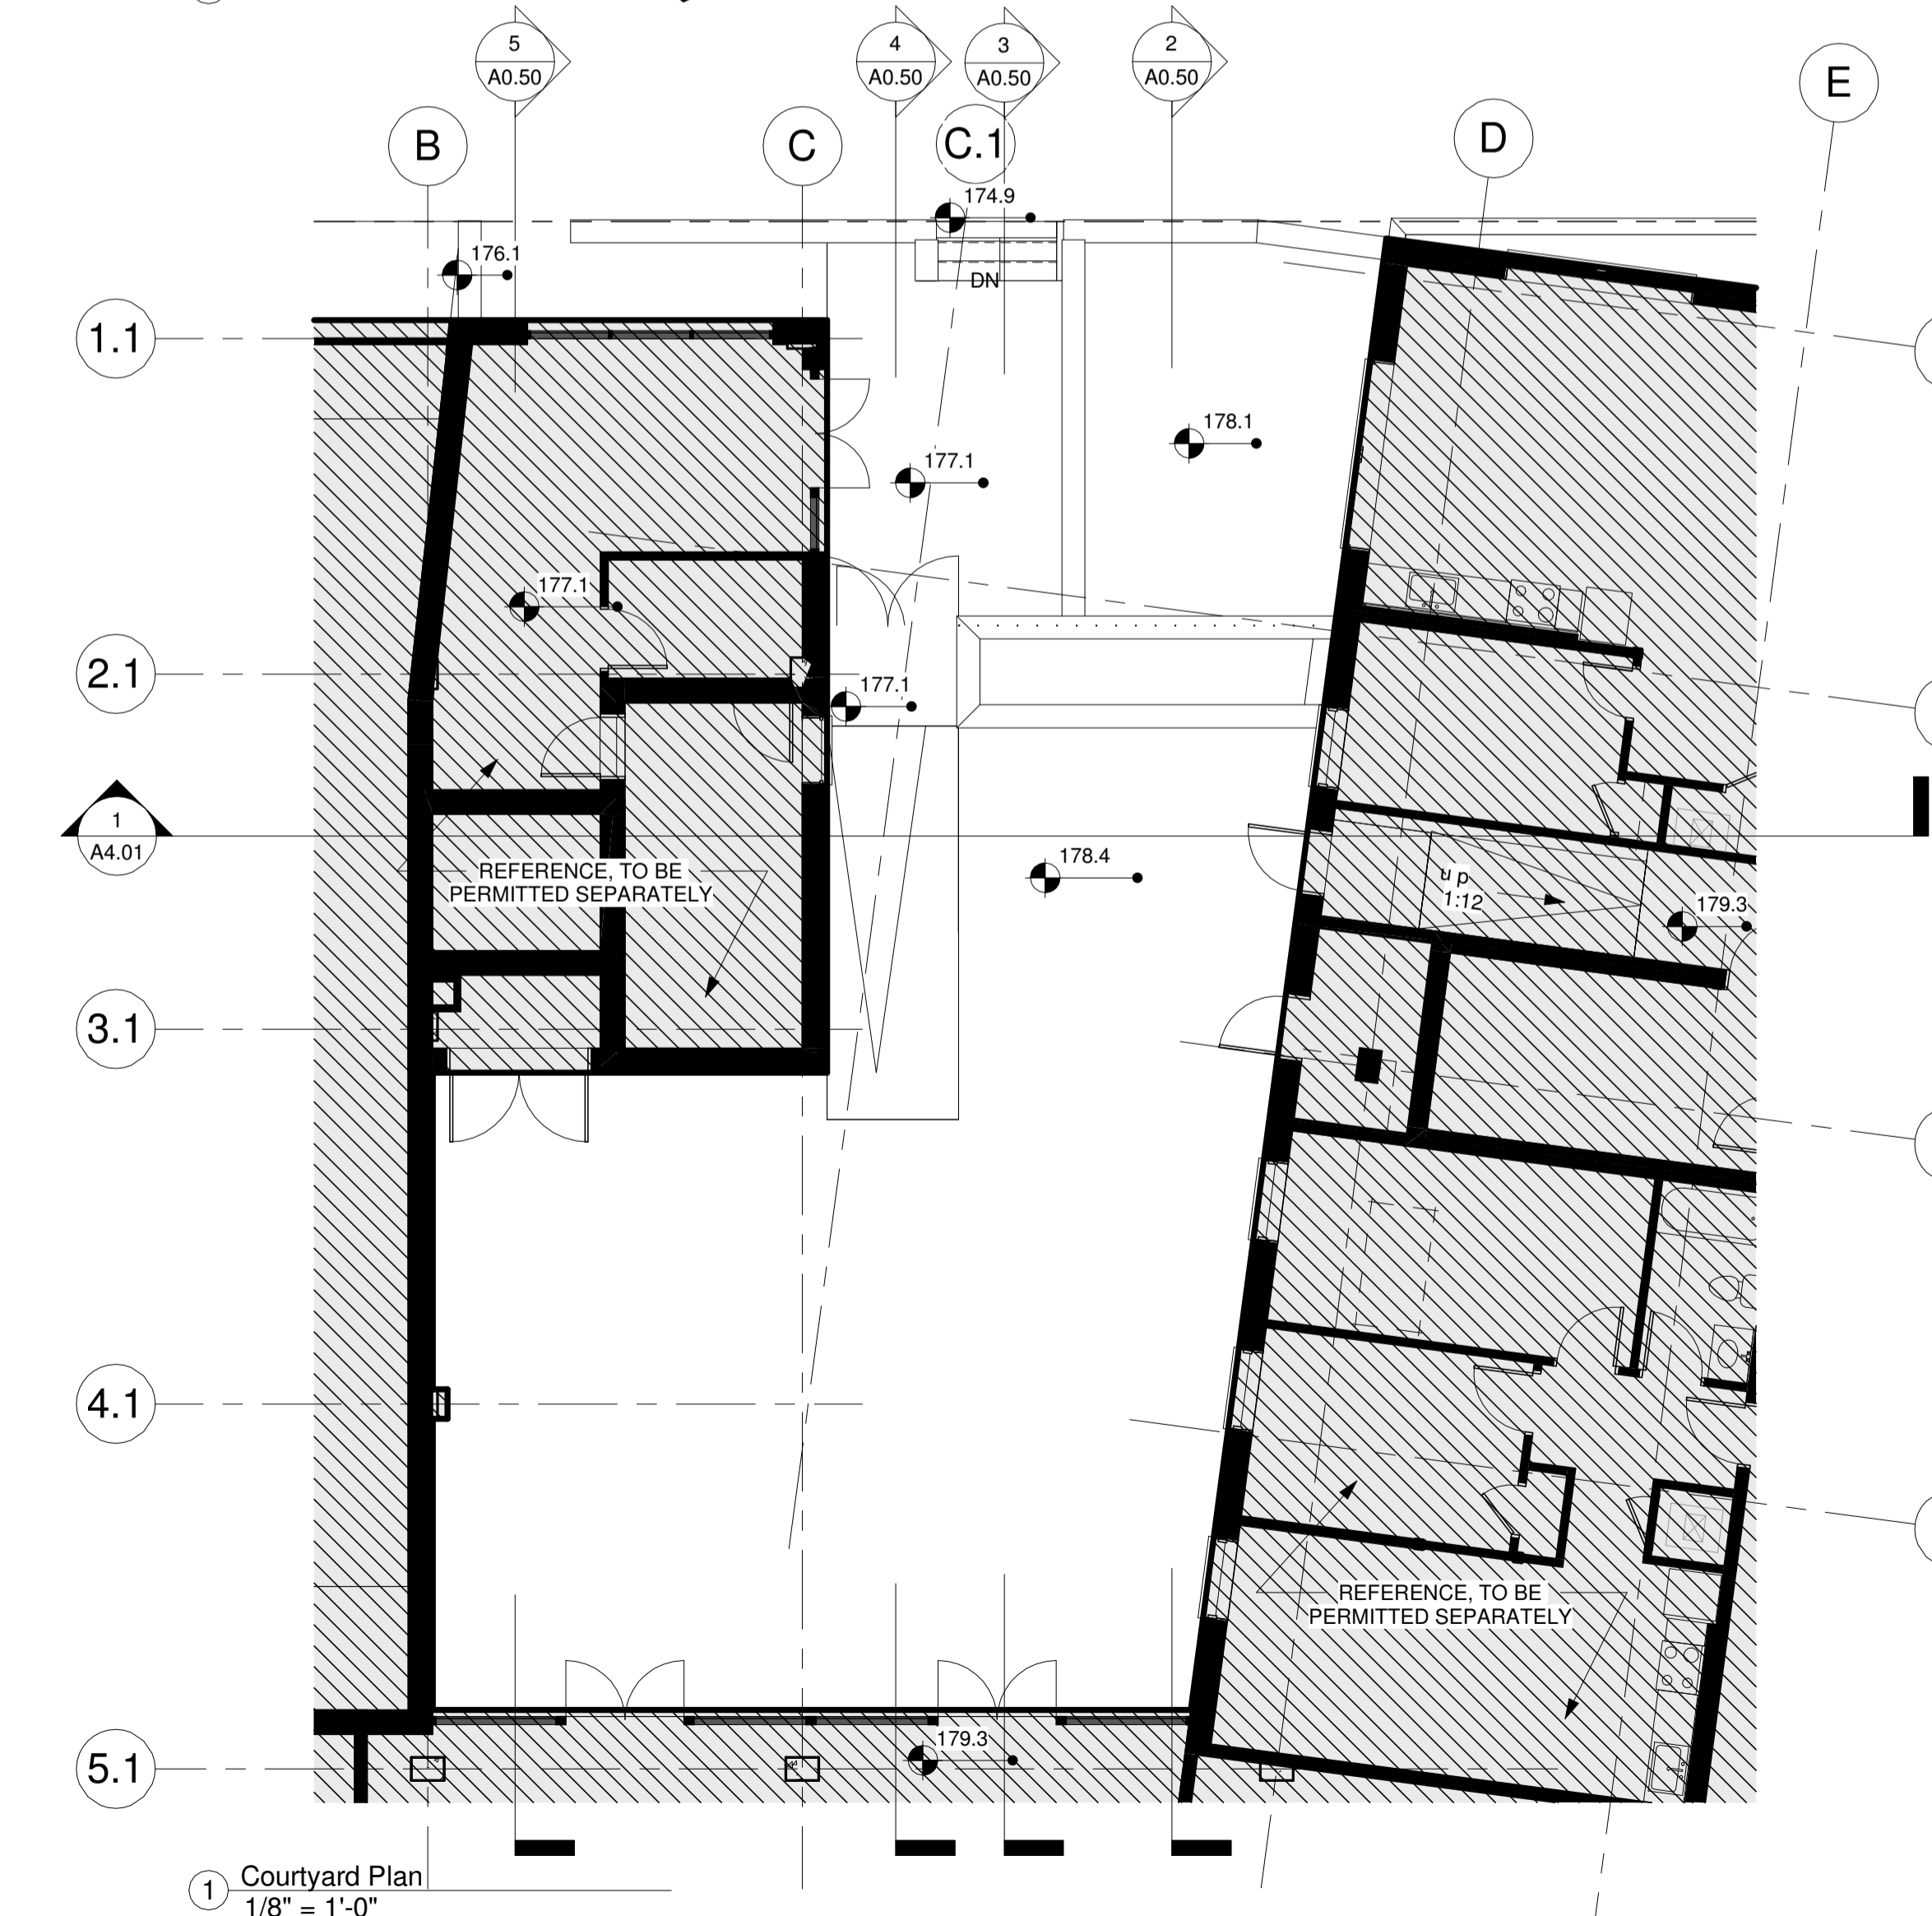 5
A0.50
4
A0.50
3
A0.50
2
A0.50
E
D
B
C
C.1
174.9
176.1
DN
1.1
178.1
177.1
177.1
2.1
177.1
1
A4.01
REFERENCE, TO BE
PERMITTED SEPARATELY
178.4
up
1:12
179.3
3.1
4.1
REFERENCE, TO BE
PERMITTED SEPARATELY
179.3
5.1
1
Courtyard Plan
1/8" = 1'-0"